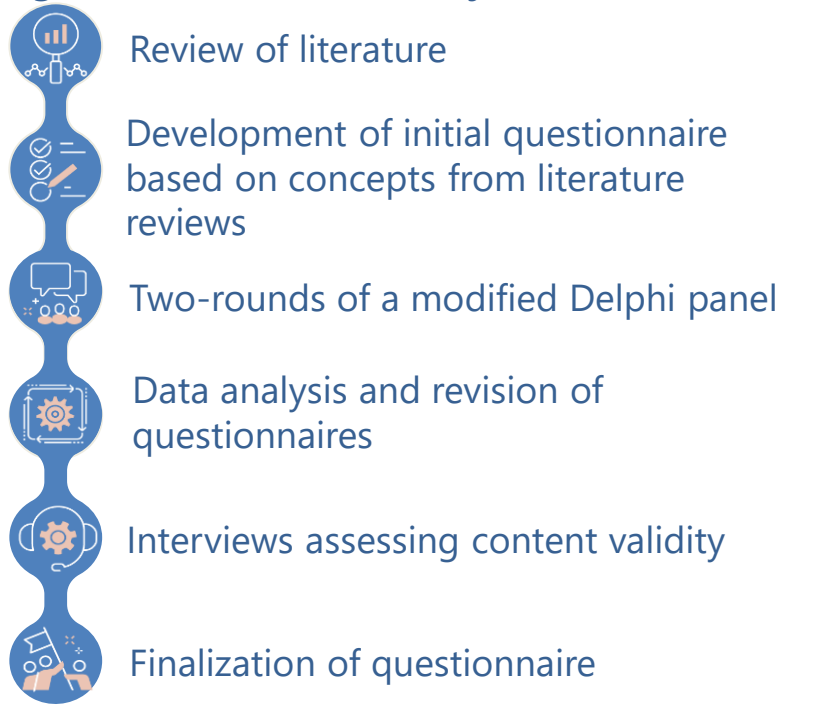 Review of literature
Development of initial questionnaire
based on concepts from literature
reviews
Two-rounds of a modified Delphi panel
Data analysis and revision of
questionnaires
Interviews assessing content validity
Finalization of questionnaire